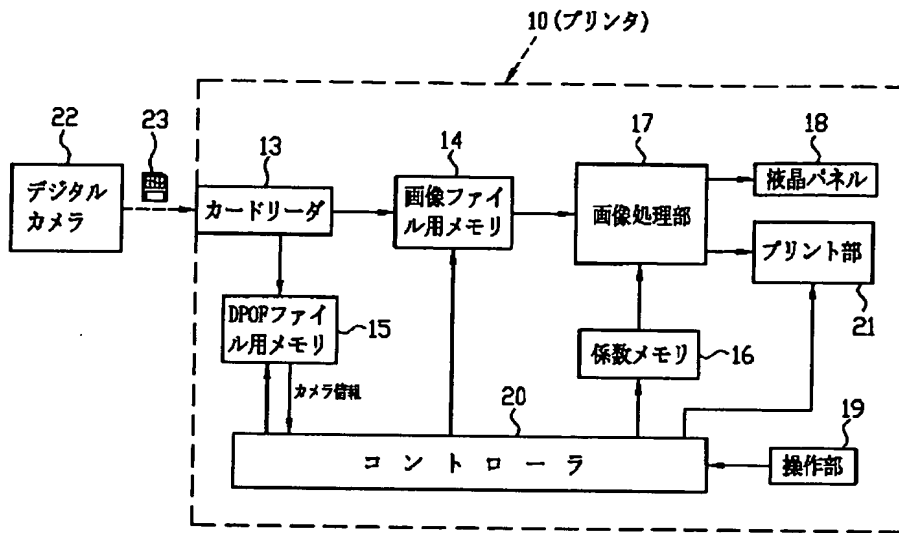 10(プリンタ)
22
23
13
14
17
18
デジタル
カメラ
カードリーダ
画像ファイ
ル用メモリ
画像処理部
液晶パネル
プリント部
21
DPOFファイ
ル用メモリ
15
係数メモリ
16
カメラ情報
20
コントローラ
19
操作部